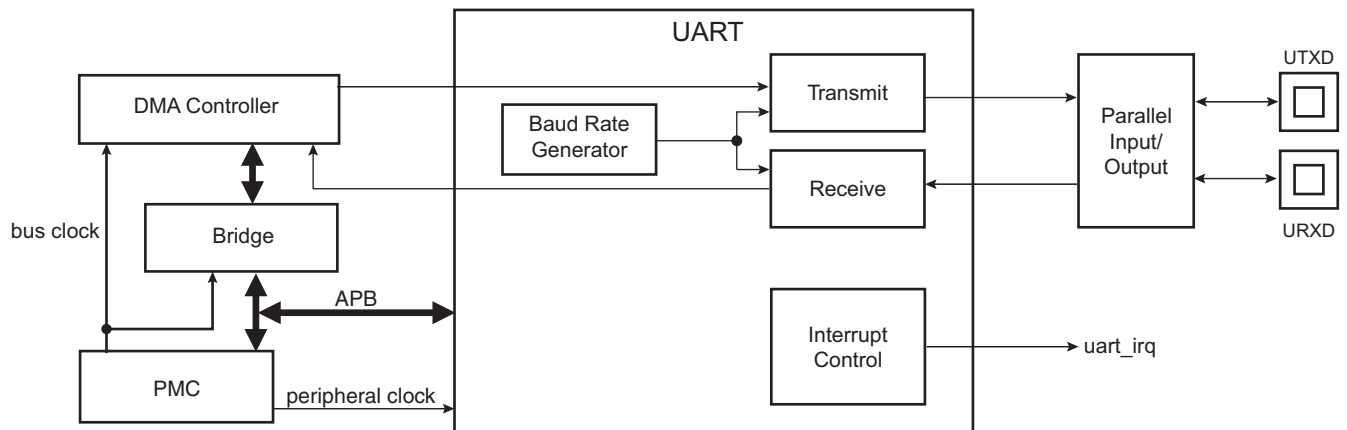 UART
DMA Controller
Transmit
Baud Rate
Generator
Receive
Parallel
Input/
Output
UTXD
URXD
bus clock
Bridge
APB
Interrupt
Control
uart_irq
PMC
peripheral clock